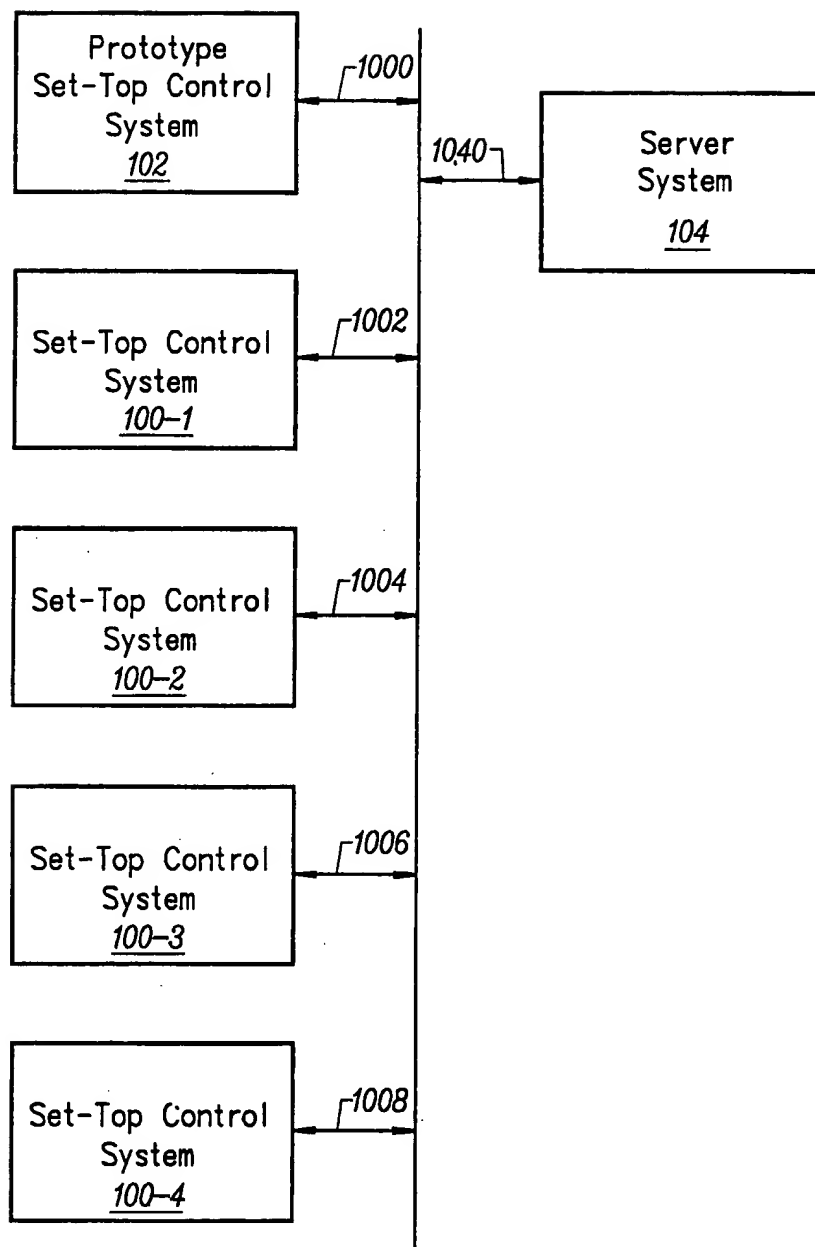 Prototype
Set-Top Control
System
102
1000
1040
Server
System
104
Set-Top Control
System
100-1
1002
Set-Top Control
System
100-2
1004
Set-Top Control
System
100-3
1006
Set-Top Control
System
100-4
1008